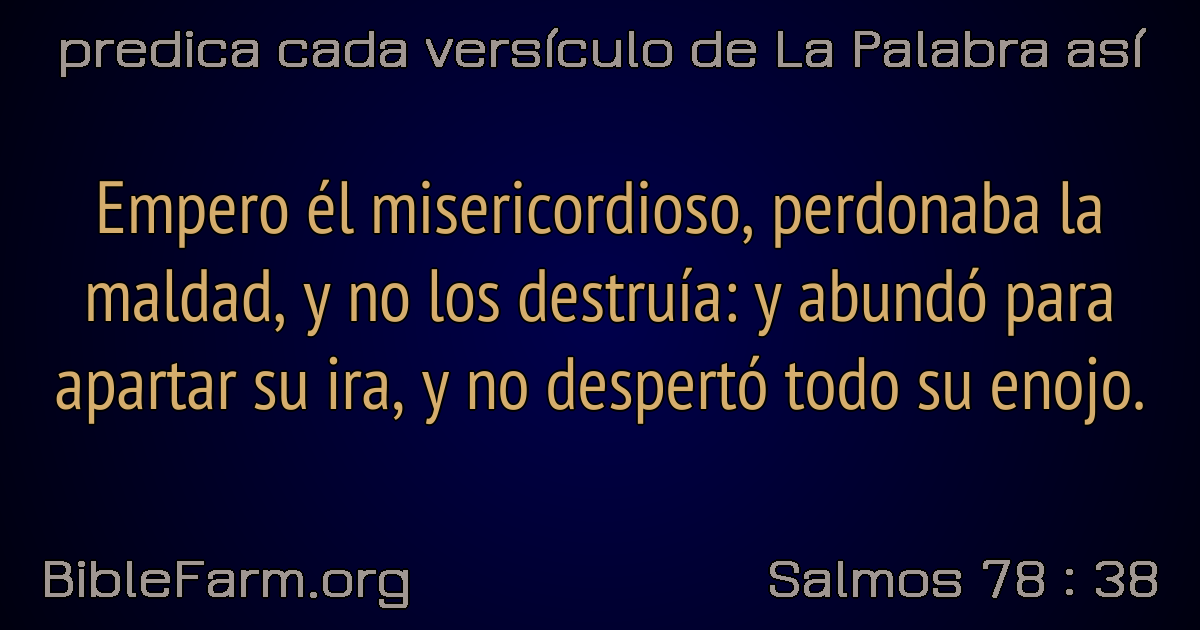 predica cada versículo de La Palabra así
Empero él misericordioso, perdonaba la
maldad, y no los destruía: y abundó para
apartar su ira, y no despertó todo su enojo.
BibleFarm.org
Salmos 78 : 38